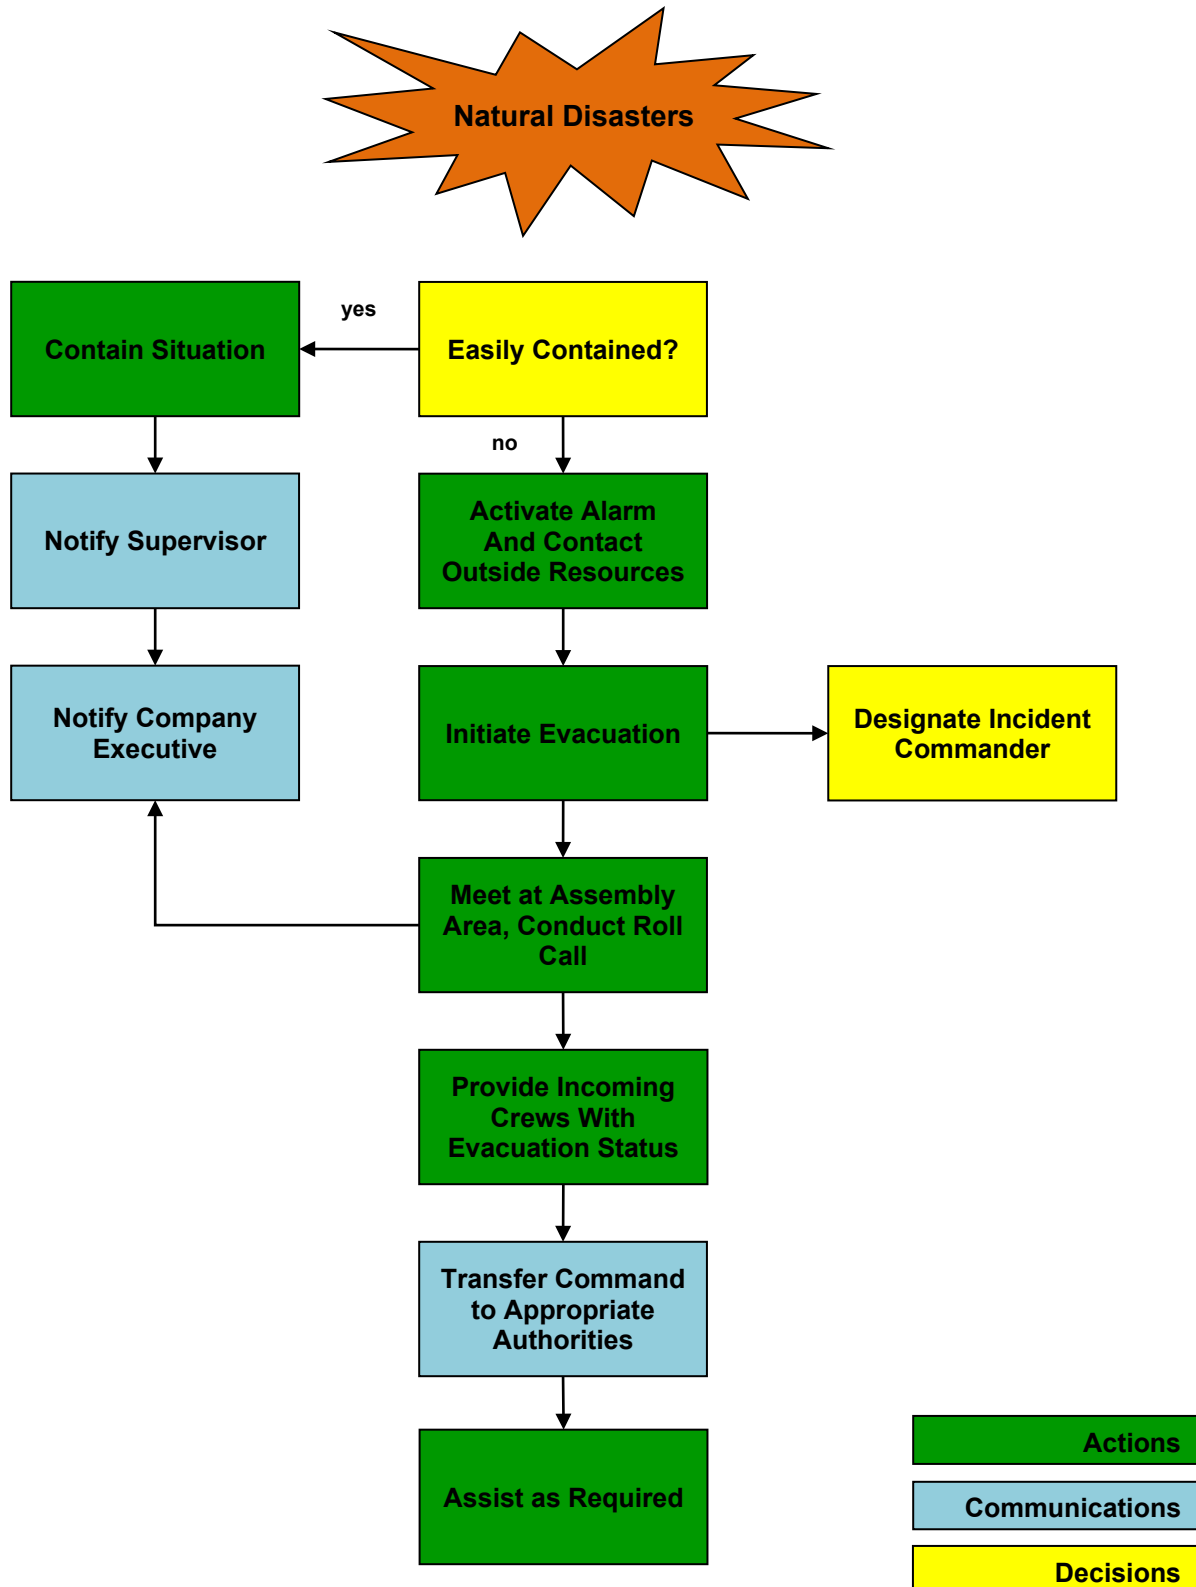 Natural Disasters
yes
Contain Situation
Easily Contained?
no
Notify Supervisor
Activate Alarm
And Contact
Outside Resources
Notify Company
Executive
Initiate Evacuation
Designate Incident
Commander
Meet at Assembly
Area, Conduct Roll
Call
Provide Incoming
Crews With
Evacuation Status
Transfer Command
to Appropriate
Authorities
Assist as Required
Actions
Communications
Decisions